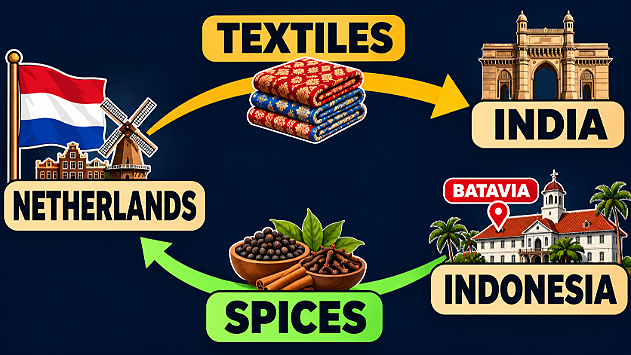 TEXTILES
INDIA
NETHERLANDS
BATAVIA
INDONESIA
SPICES